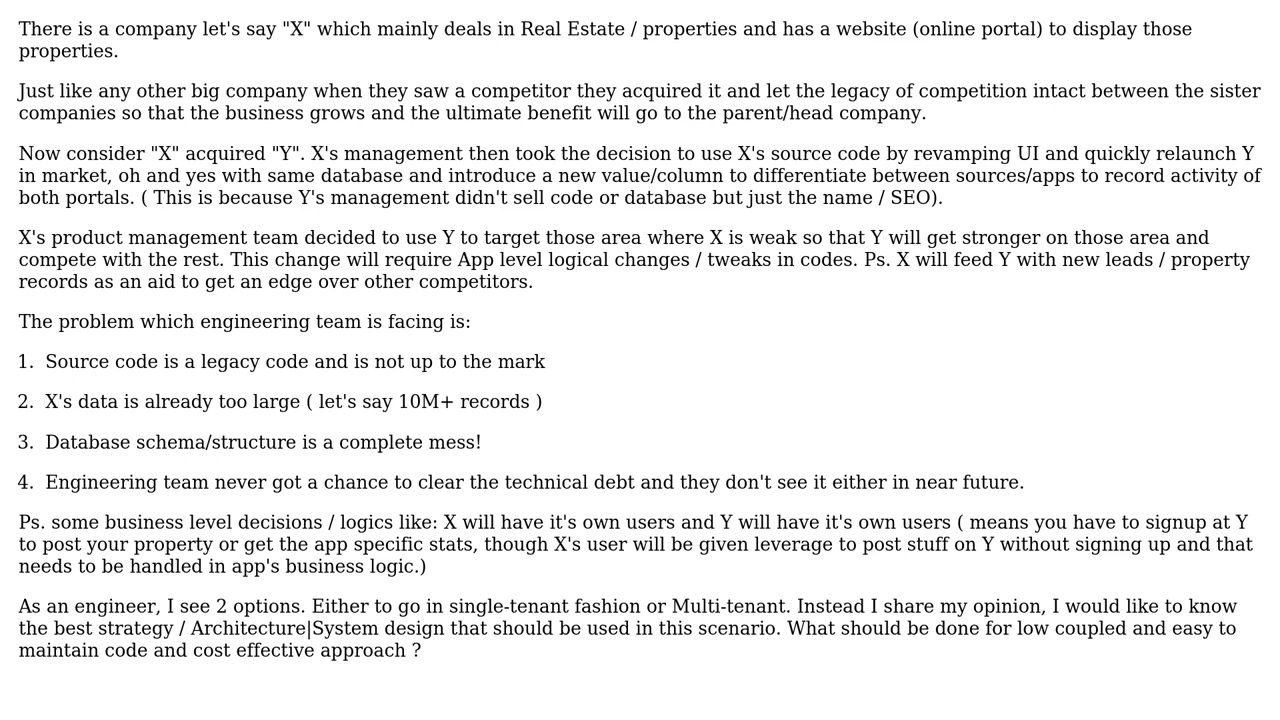 There is a company let's say "X" which mainly deals in Real Estate / properties and has a website (online portal) to display those
properties.
Just like any other big company when they saw a competitor they acquired it and let the legacy of competition intact between the sister
companies so that the business grows and the ultimate benefit will go to the parent/head company.
Now consider "X" acquired "Y". X's management then took the decision to use X's source code by revamping UI and quickly relaunch Y
in market, oh and yes with same database and introduce a new value/column to differentiate between sources/apps to record activity of
both portals. ( This is because Y's management didn't sell code or database but just the name / SEO).
X's product management team decided to use Y to target those area where X is weak so that Y will get stronger on those area and
compete with the rest. This change will require App level logical changes / tweaks in codes. Ps. X will feed Y with new leads / property
records as an aid to get an edge over other competitors.
The problem which engineering team is facing is:
1. Source code is a legacy code and is not up to the mark
2. X's data is already too large ( let's say 10M+ records )
3. Database schema/structure is a complete mess!
4. Engineering team never got a chance to clear the technical debt and they don't see it either in near future.
Ps. some business level decisions / logics like: X will have it's own users and Y will have it's own users ( means you have to signup at Y
to post your property or get the app specific stats, though X's user will be given leverage to post stuff on Y without signing up and that
needs to be handled in app's business logic.)
As an engineer, I see 2 options. Either to go in single-tenant fashion or Multi-tenant. Instead I share my opinion, I would like to know
the best strategy / Architecture|System design that should be used in this scenario. What should be done for low coupled and easy to
maintain code and cost effective approach ?